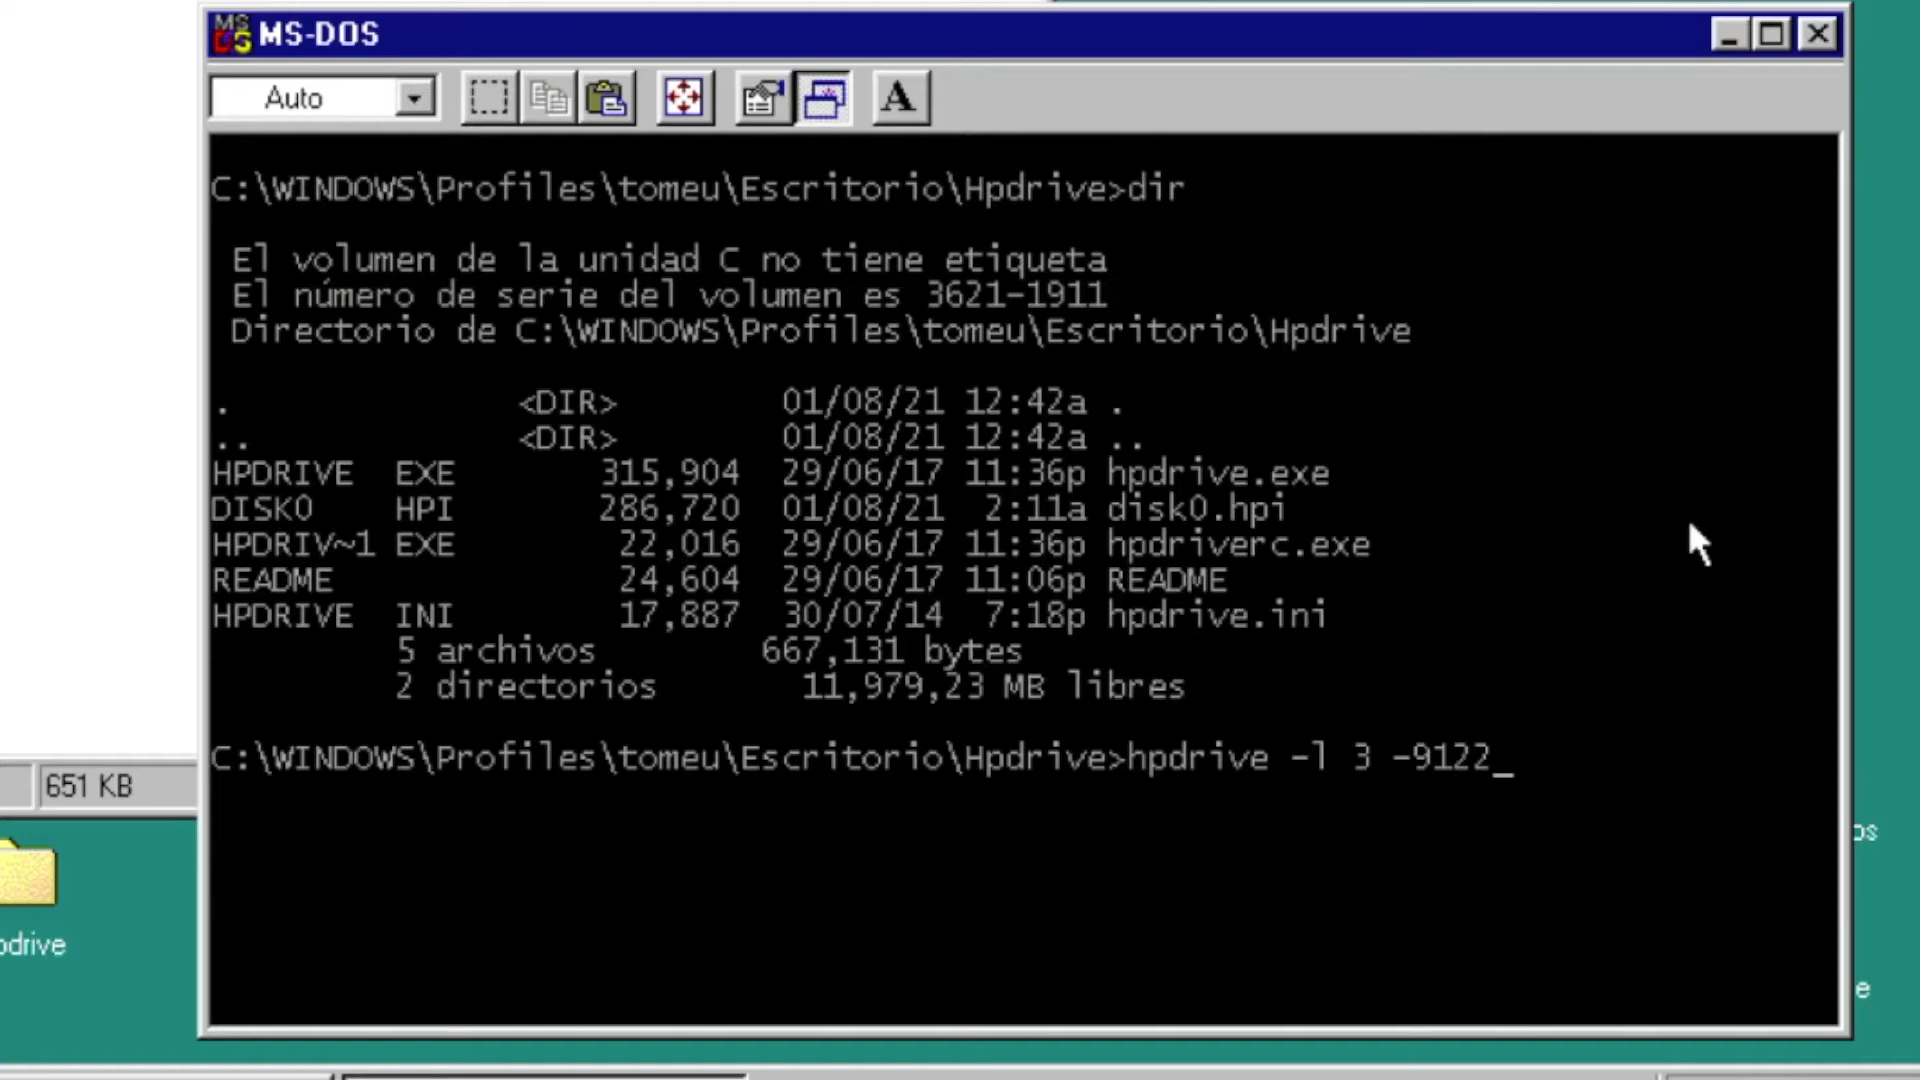 MS-DOS
Auto
A
C:\WINDOWS\Profiles\tomeu\Escritorio\Hpdrive>dir
El volumen de la unidad C no tiene etiqueta
El número de serie del volumen es 3621-1911
Directorio de C:\WINDOWS\Profiles\tomeu\Escritorio\Hpdrive
. <DIR> 01/08/21 12:42a .
.. <DIR> 01/08/21 12:42a ..
HPDRIVE EXE 315,904 29/06/17 11:36p hpdrive.exe
DISK0 HPI 286,720 01/08/21 2:11a disk0.hpi
HPDRIV~1 EXE 22,016 29/06/17 11:36p hpdriverc.exe
README 24,604 29/06/17 11:06p README
HPDRIVE INI 17,887 30/07/14 7:18p hpdrive.ini
5 archivos 667,131 bytes
2 directorios 11,979,23 MB libres
C:\WINDOWS\Profiles\tomeu\Escritorio\Hpdrive>hpdrive -l 3 -9122_
651 KB
pdrive
os
e